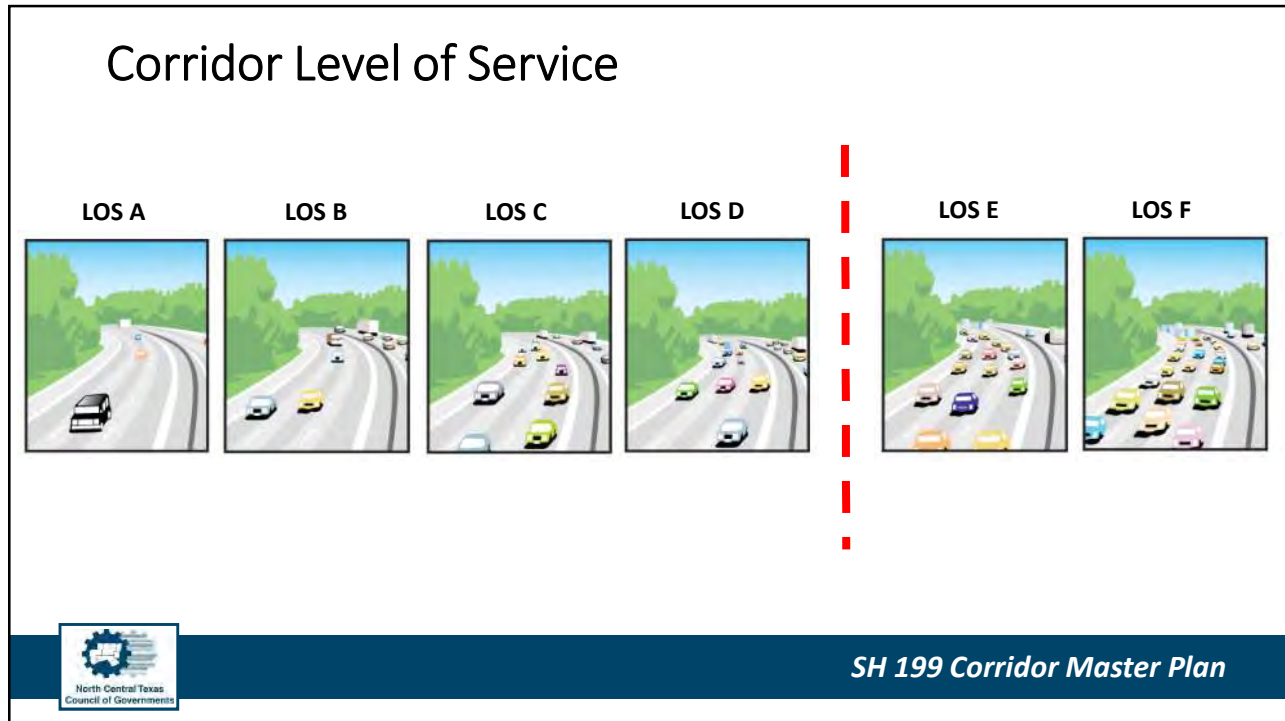 Corridor Level of Service
LOS A LOS B LOS C LOS D LOS E LOS F
North Central Texas
Council of Governments
SH 199 Corridor Master Plan